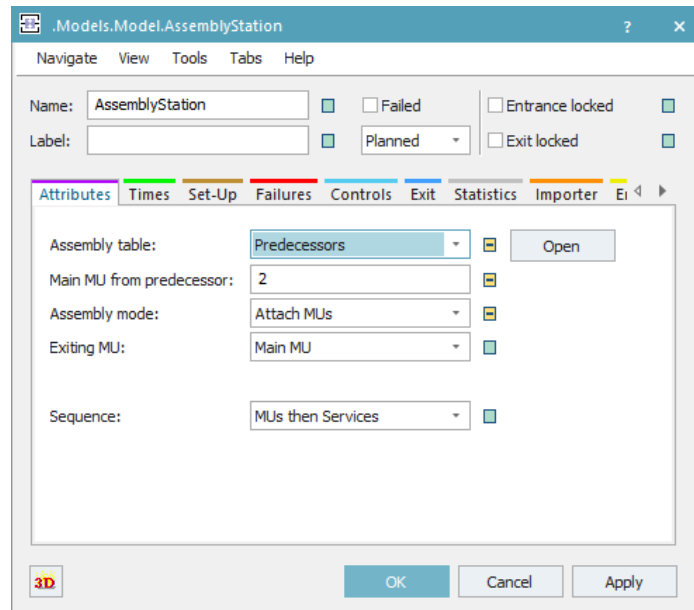 .Models.Model.AssemblyStation ? ×
Navigate View Tools Tabs Help
Name: AssemblyStation Failed Entrance locked
Label: Planned Exit locked
Attributes Times Set-Up Failures Controls Exit Statistics Importer
Assembly table: Predecessors Open
Main MU from predecessor: 2
Assembly mode: Attach MUs
Exiting MU: Main MU
Sequence: MUs then Services
3D OK Cancel Apply